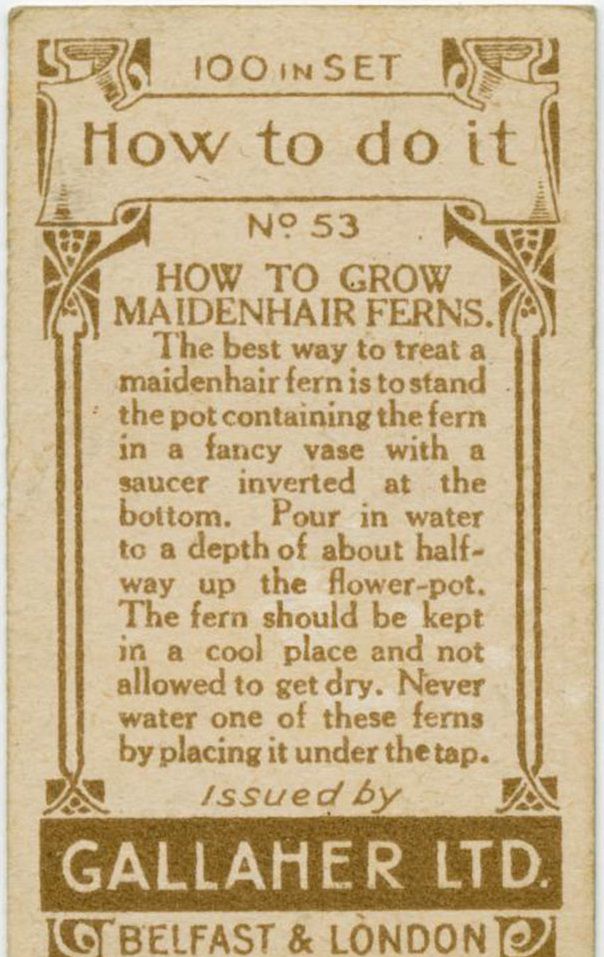 100 IN SET
How to do it
Nº 53
HOW TO GROW
MAIDENHAIR FERNS.
The best way to treat a
maidenhair fern is to stand
the pot containing the fern
in a fancy vase with a
saucer inverted at the
bottom. Pour in water
to a depth of about half-
way up the flower-pot.
The fern should be kept
in a cool place and not
allowed to get dry. Never
water one of these ferns
by placing it under the tap.
Issued by
GALLAHER LTD.
BELFAST & LONDON